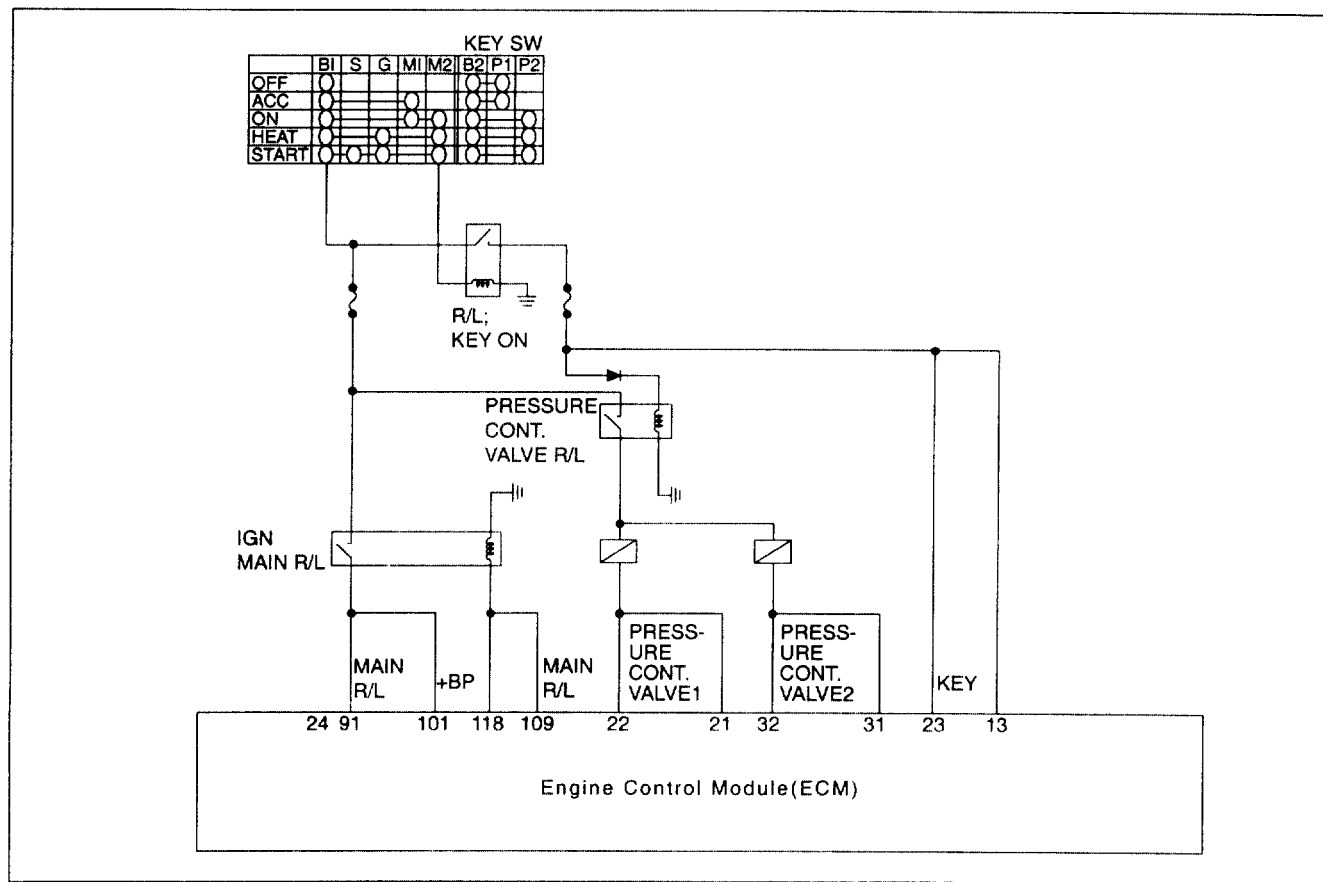 KEY SW
BI S G MI M2 B2 P1 P2
OFF
ACC
ON
HEAT
START
R/L;
KEY ON
PRESSURE
CONT.
VALVE R/L
IGN
MAIN R/L
MAIN
R/L
+BP
MAIN
R/L
PRESS-
URE
CONT.
VALVE1
PRESS-
URE
CONT.
VALVE2
KEY
24 91 101 118 109 22 21 32 31 23 13
Engine Control Module(ECM)